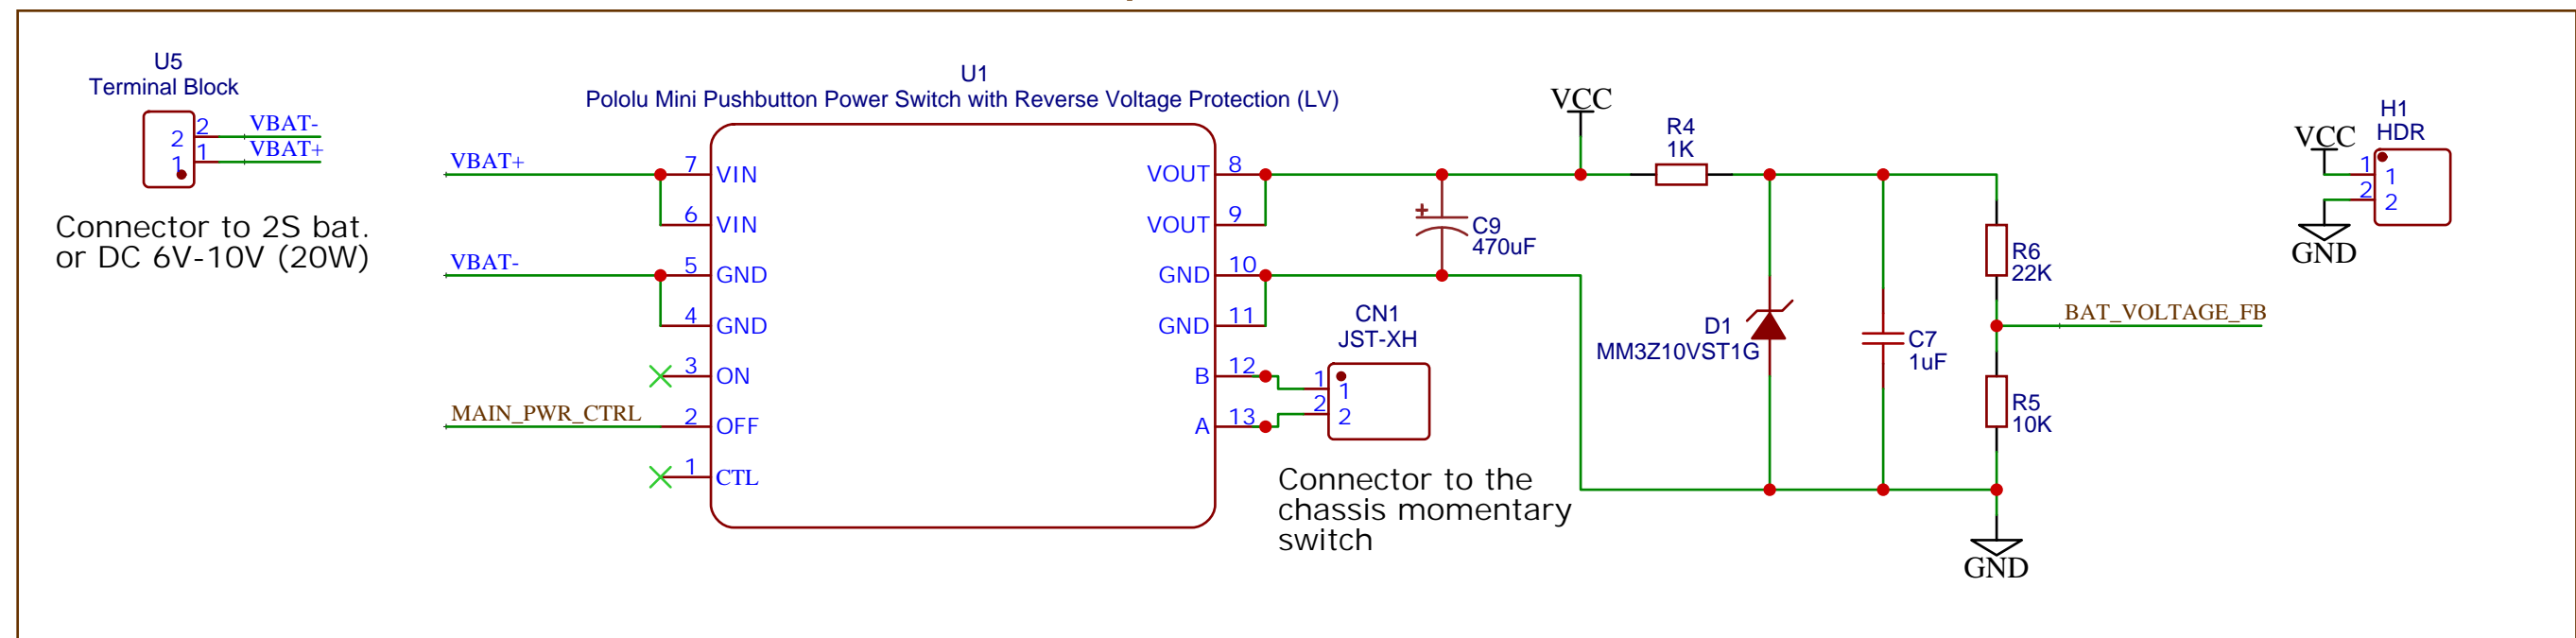 U5
Terminal Block
2
1
2
1
VBAT-
VBAT+
Connector to 2S bat.
or DC 6V-10V (20W)
U1
Pololu Mini Pushbutton Power Switch with Reverse Voltage Protection (LV)
VBAT+
7
VIN
6
VIN
VBAT-
5
GND
4
GND
3
ON
MAIN_PWR_CTRL
2
OFF
1
CTL
VOUT
8
VOUT
9
GND
10
GND
11
B
12
A
13
CN1
JST-XH
1
1
2
2
Connector to the
chassis momentary
switch
+
C9
470uF
VCC
R4
1K
D1
MM3Z10VST1G
C7
1uF
R6
22K
BAT_VOLTAGE_FB
R5
10K
GND
H1
HDR
VCC
1
1
2
2
GND